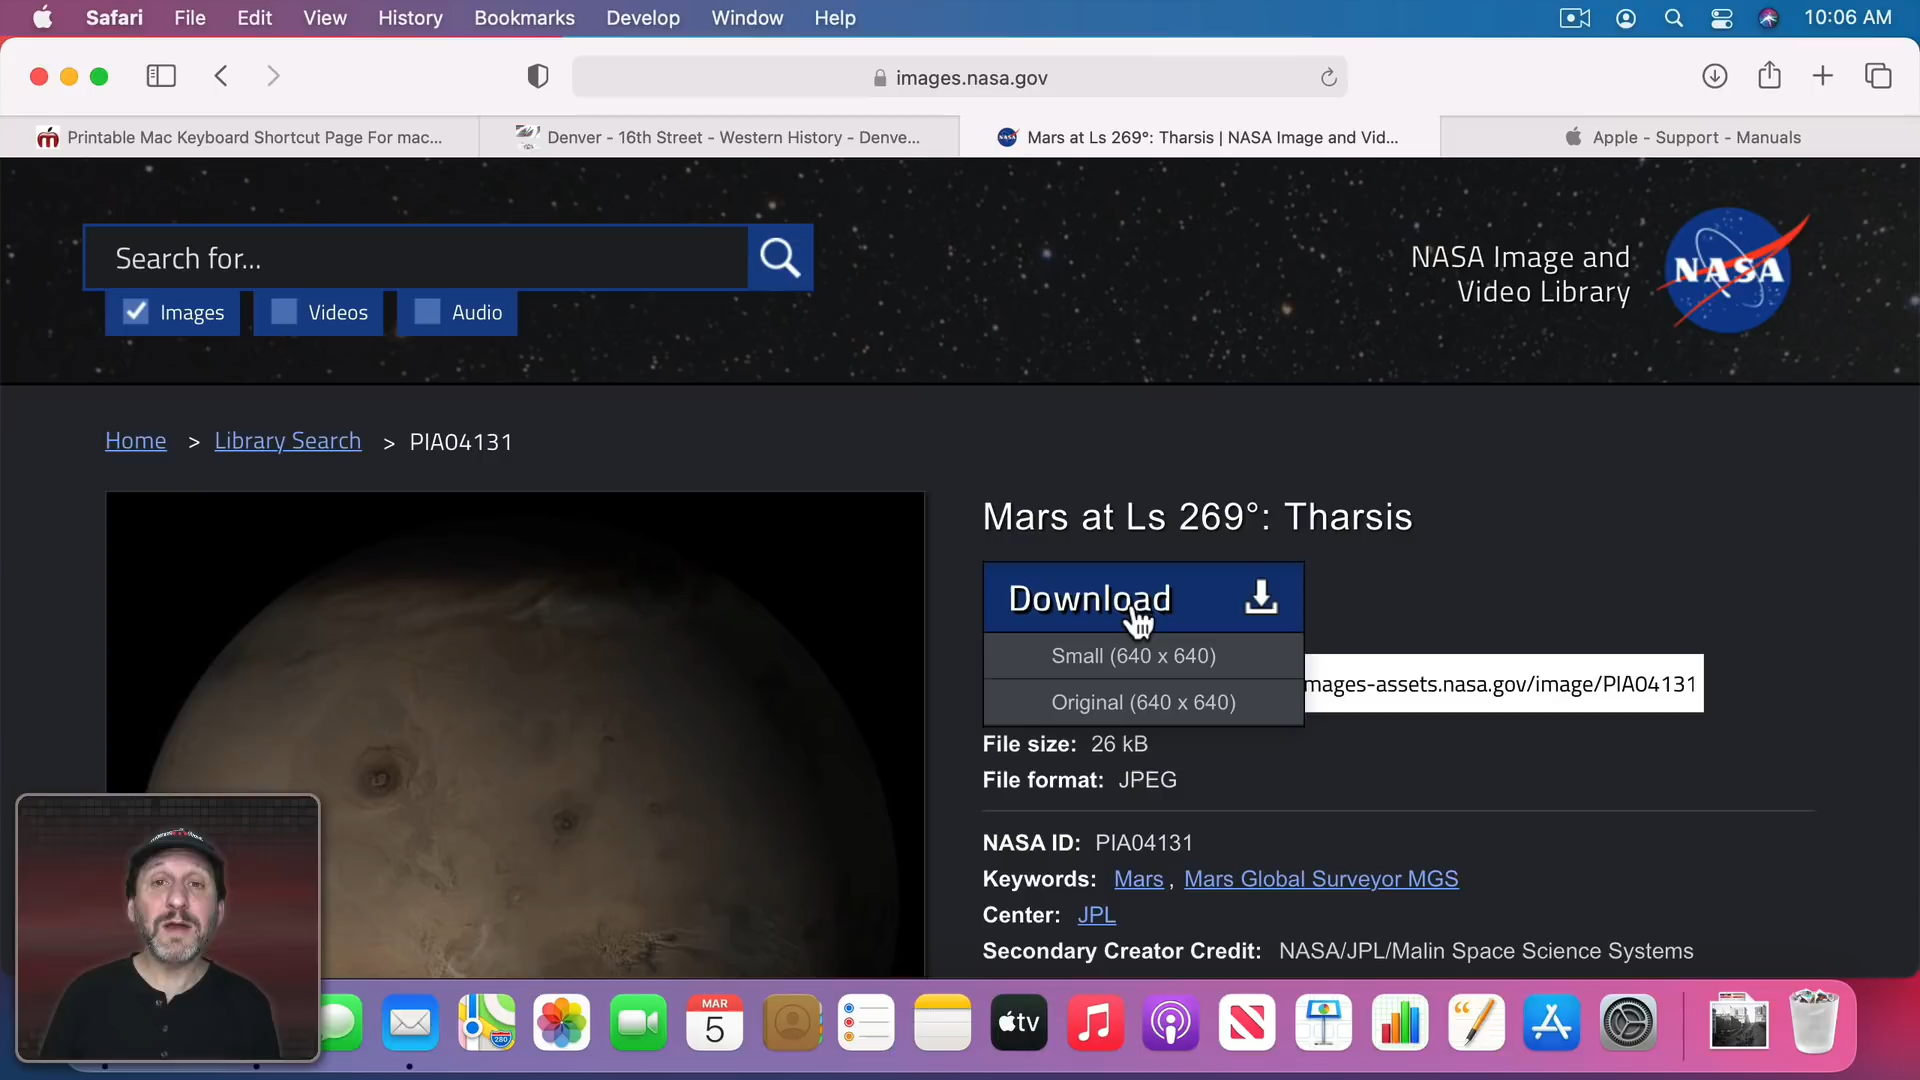 Safari File Edit View History Bookmarks Develop Window Help 10:06 AM
images.nasa.gov
Printable Mac Keyboard Shortcut Page For mac...
Denver - 16th Street - Western History - Denve...
Mars at Ls 269°: Tharsis | NASA Image and Vid...
Apple - Support - Manuals
Search for...
Images
Videos
Audio
NASA Image and
Video Library
NASA
Home > Library Search > PIA04131
Mars at Ls 269°: Tharsis
Download
Small (640 x 640)
mages-assets.nasa.gov/image/PIA04131
Original (640 x 640)
File size: 26 kB
File format: JPEG
NASA ID: PIA04131
Keywords: Mars , Mars Global Surveyor MGS
Center: JPL
Secondary Creator Credit: NASA/JPL/Malin Space Science Systems
280
MAR
5
tv